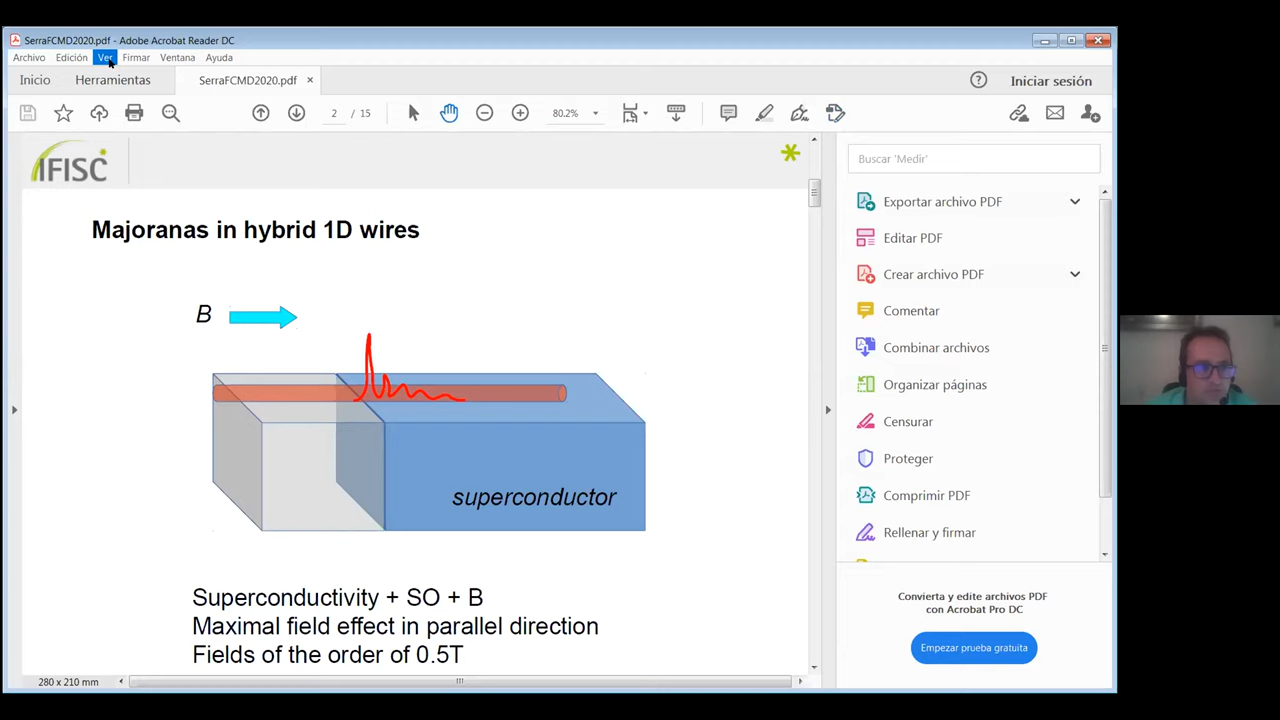 SerraFCMD2020.pdf - Adobe Acrobat Reader DC
Archivo Edición Ver Firmar Ventana Ayuda
Inicio Herramientas SerraFCMD2020.pdf × Iniciar sesión
2 / 15 80.2%
IFISC
Majoranas in hybrid 1D wires
B
superconductor
Superconductivity + SO + B
Maximal field effect in parallel direction
Fields of the order of 0.5T
280 x 210 mm
Buscar 'Medir'
Exportar archivo PDF
Editar PDF
Crear archivo PDF
Comentar
Combinar archivos
Organizar páginas
Censurar
Proteger
Comprimir PDF
Rellenar y firmar
Convierta y edite archivos PDF
con Acrobat Pro DC
Empezar prueba gratuita